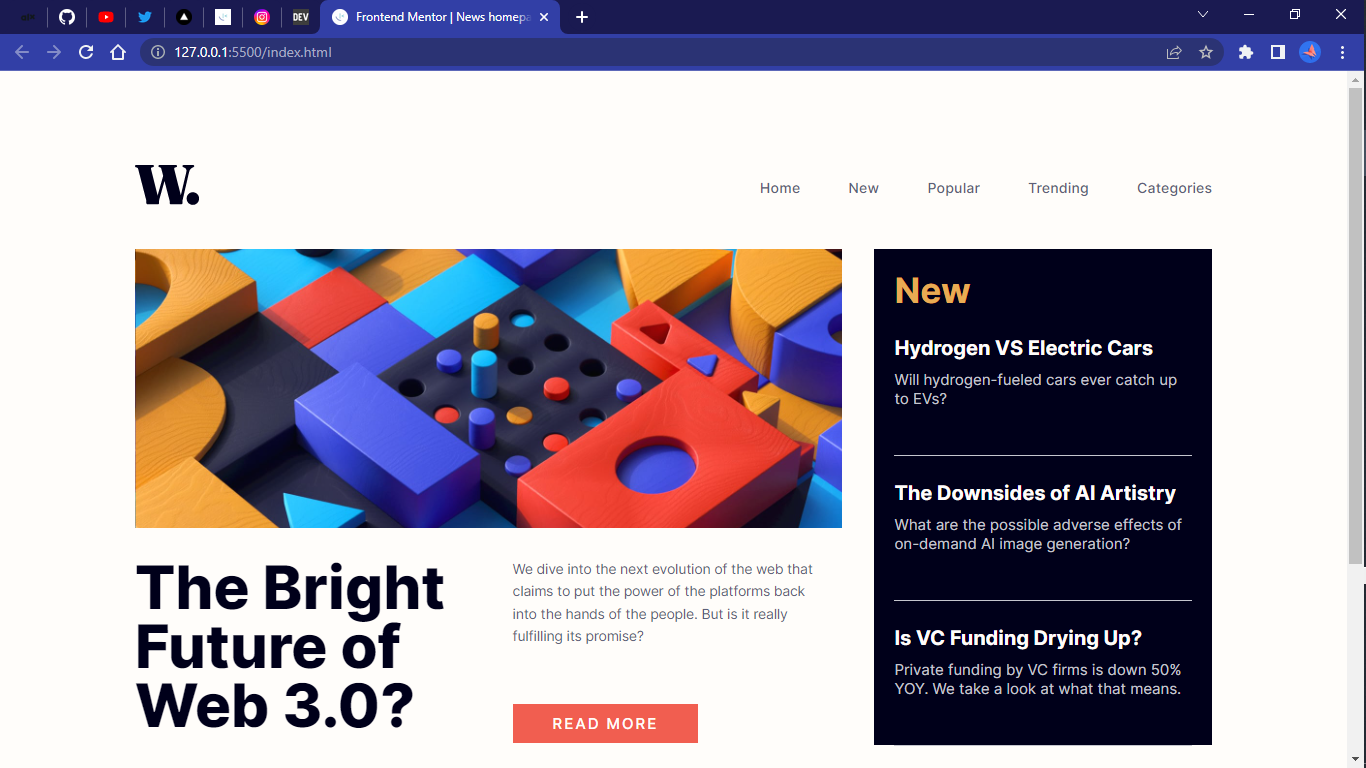 DEV
Frontend Mentor | News homepa
127.0.0.1:5500/index.html
W.
Home New Popular Trending Categories
New
Hydrogen VS Electric Cars
Will hydrogen-fueled cars ever catch up
to EVs?
The Downsides of AI Artistry
What are the possible adverse effects of
on-demand AI image generation?
Is VC Funding Drying Up?
Private funding by VC firms is down 50%
YOY. We take a look at what that means.
The Bright
Future of
Web 3.0?
We dive into the next evolution of the web that
claims to put the power of the platforms back
into the hands of the people. But is it really
fulfilling its promise?
READ MORE